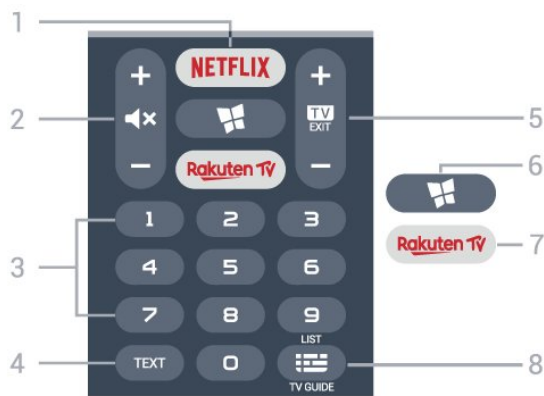 1
NETFLIX
+ +
2
TV
EXIT
5
- -
6
Rakuten TV
1 2 3
Rakuten TV
7
3
4 5 6
7 8 9
LIST
4
TEXT
0
8
TV GUIDE